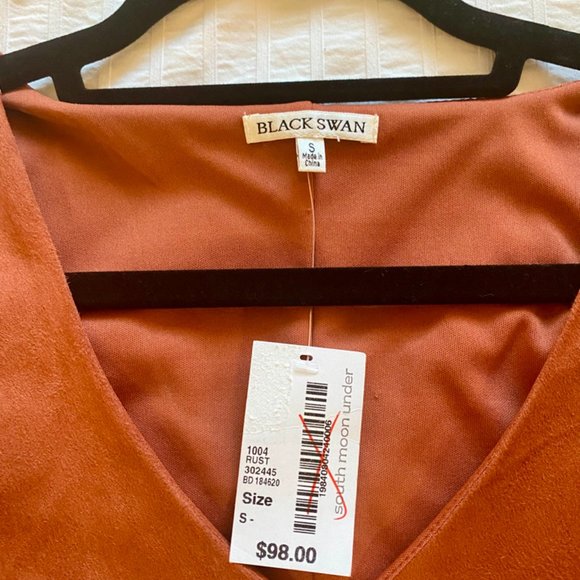 BLACK SWAN
S
Made in
China
1004
RUST
302445
BD 184620
Size
S -
$98.00
south moon under